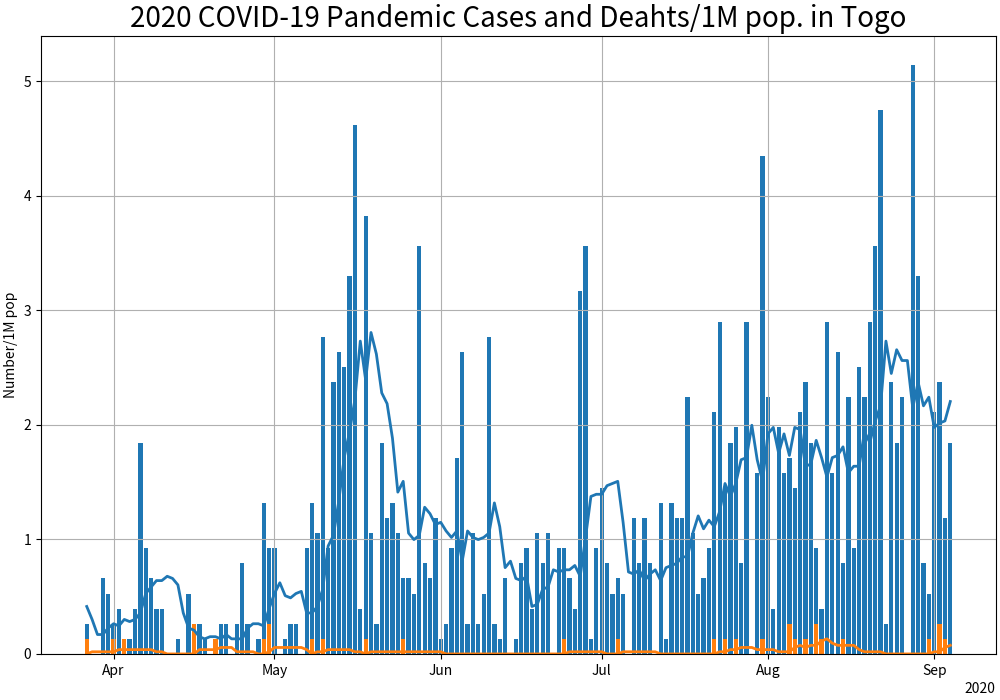 2020 COVID-19 Pandemic Cases and Deahts/1M pop. in Togo
Number/1M pop
5
4
3
2
1
0
Apr May Jun Jul Aug Sep
2020